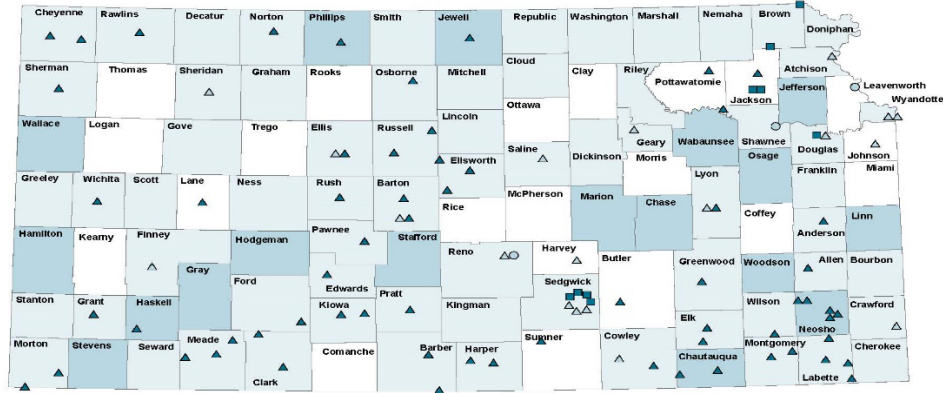 Cheyenne
Rawlins
Decatur
Norton
Phillips
Smith
Jewell
Republic
Washington
Marshall
Nemaha
Brown
Doniphan
Sherman
Thomas
Sheridan
Graham
Rooks
Osborne
Mitchell
Cloud
Clay
Riley
Pottawatomie
Jackson
Atchison
Jefferson
Leavenworth
Wyandotte
Wallace
Logan
Gove
Trego
Ellis
Russell
Lincoln
Ottawa
Saline
Dickinson
Geary
Morris
Wabaunsee
Shawnee
Osage
Douglas
Johnson
Greeley
Wichita
Scott
Lane
Ness
Rush
Barton
Ellsworth
Rice
McPherson
Marion
Chase
Lyon
Coffey
Franklin
Miami
Anderson
Linn
Hamilton
Kearny
Finney
Gray
Hodgeman
Ford
Pawnee
Edwards
Stafford
Reno
Harvey
Sedgwick
Butler
Greenwood
Woodson
Allen
Bourbon
Stanton
Grant
Haskell
Kiowa
Pratt
Kingman
Elk
Wilson
Neosho
Crawford
Morton
Stevens
Seward
Meade
Clark
Comanche
Barber
Harper
Sumner
Cowley
Chautauqua
Montgomery
Labette
Cherokee